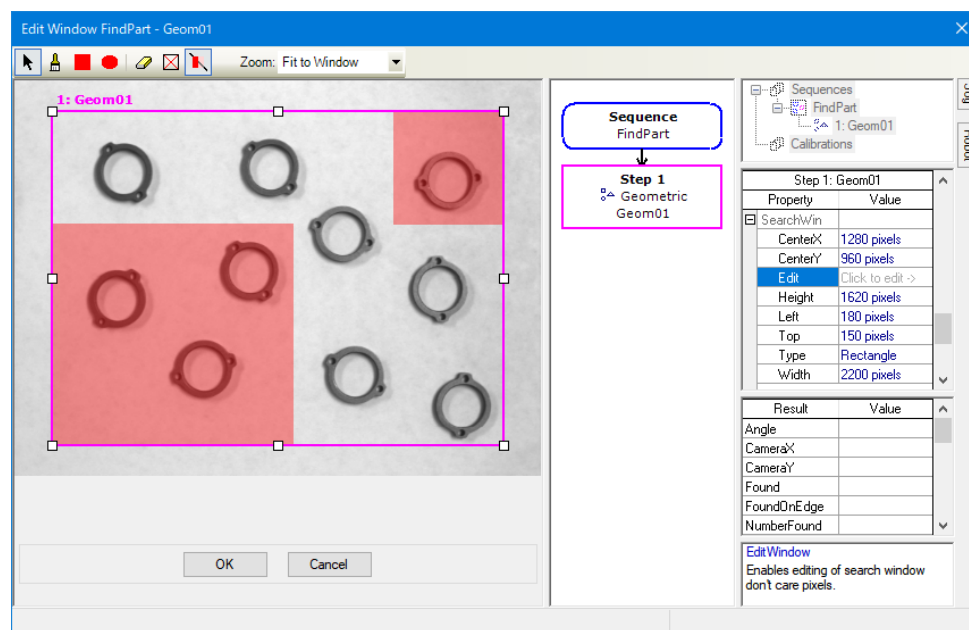 Edit Window FindPart - Geom01
Zoom: Fit to Window
1: Geom01
OK
Cancel
Sequence
FindPart
Step 1
Geometric
Geom01
Sequences
FindPart
1: Geom01
Calibrations
Jog
Robot
Step 1: Geom01
Property Value
SearchWin
CenterX 1280 pixels
CenterY 960 pixels
Edit Click to edit ->
Height 1620 pixels
Left 180 pixels
Top 150 pixels
Type Rectangle
Width 2200 pixels
Result Value
Angle
CameraX
CameraY
Found
FoundOnEdge
NumberFound
EditWindow
Enables editing of search window
don't care pixels.